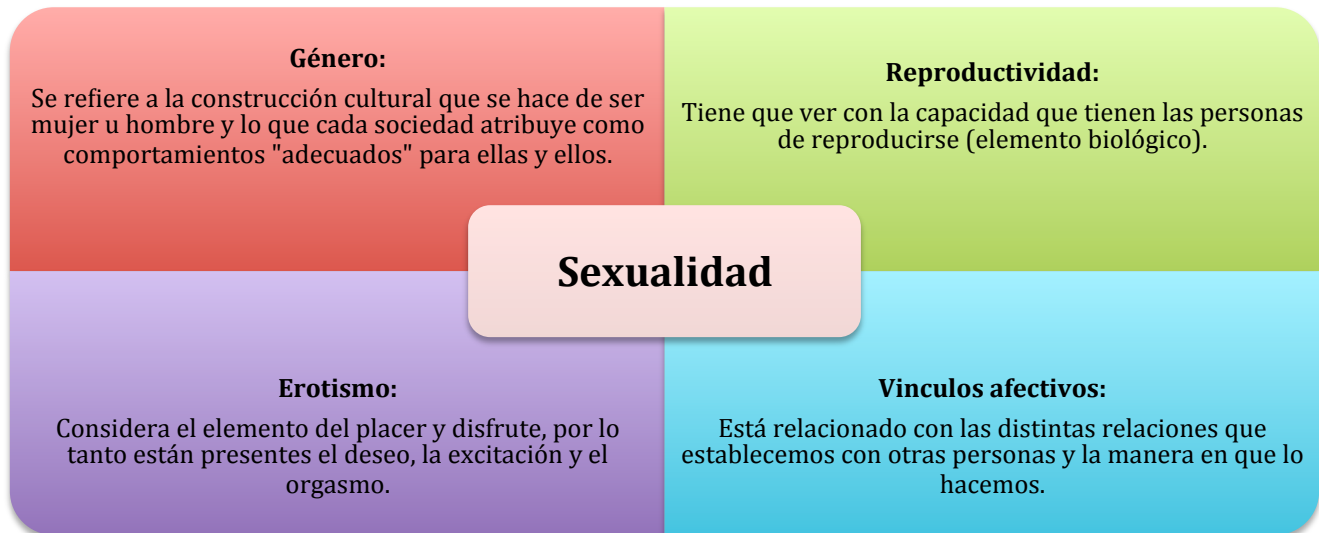 Género:
Se refiere a la construcción cultural que se hace de ser
mujer u hombre y lo que cada sociedad atribuye como
comportamientos "adecuados" para ellas y ellos.
Reproductividad:
Tiene que ver con la capacidad que tienen las personas
de reproducirse (elemento biológico).
Sexualidad
Erotismo:
Considera el elemento del placer y disfrute, por lo
tanto están presentes el deseo, la excitación y el
orgasmo.
Vinculos afectivos:
Está relacionado con las distintas relaciones que
establecemos con otras personas y la manera en que lo
hacemos.